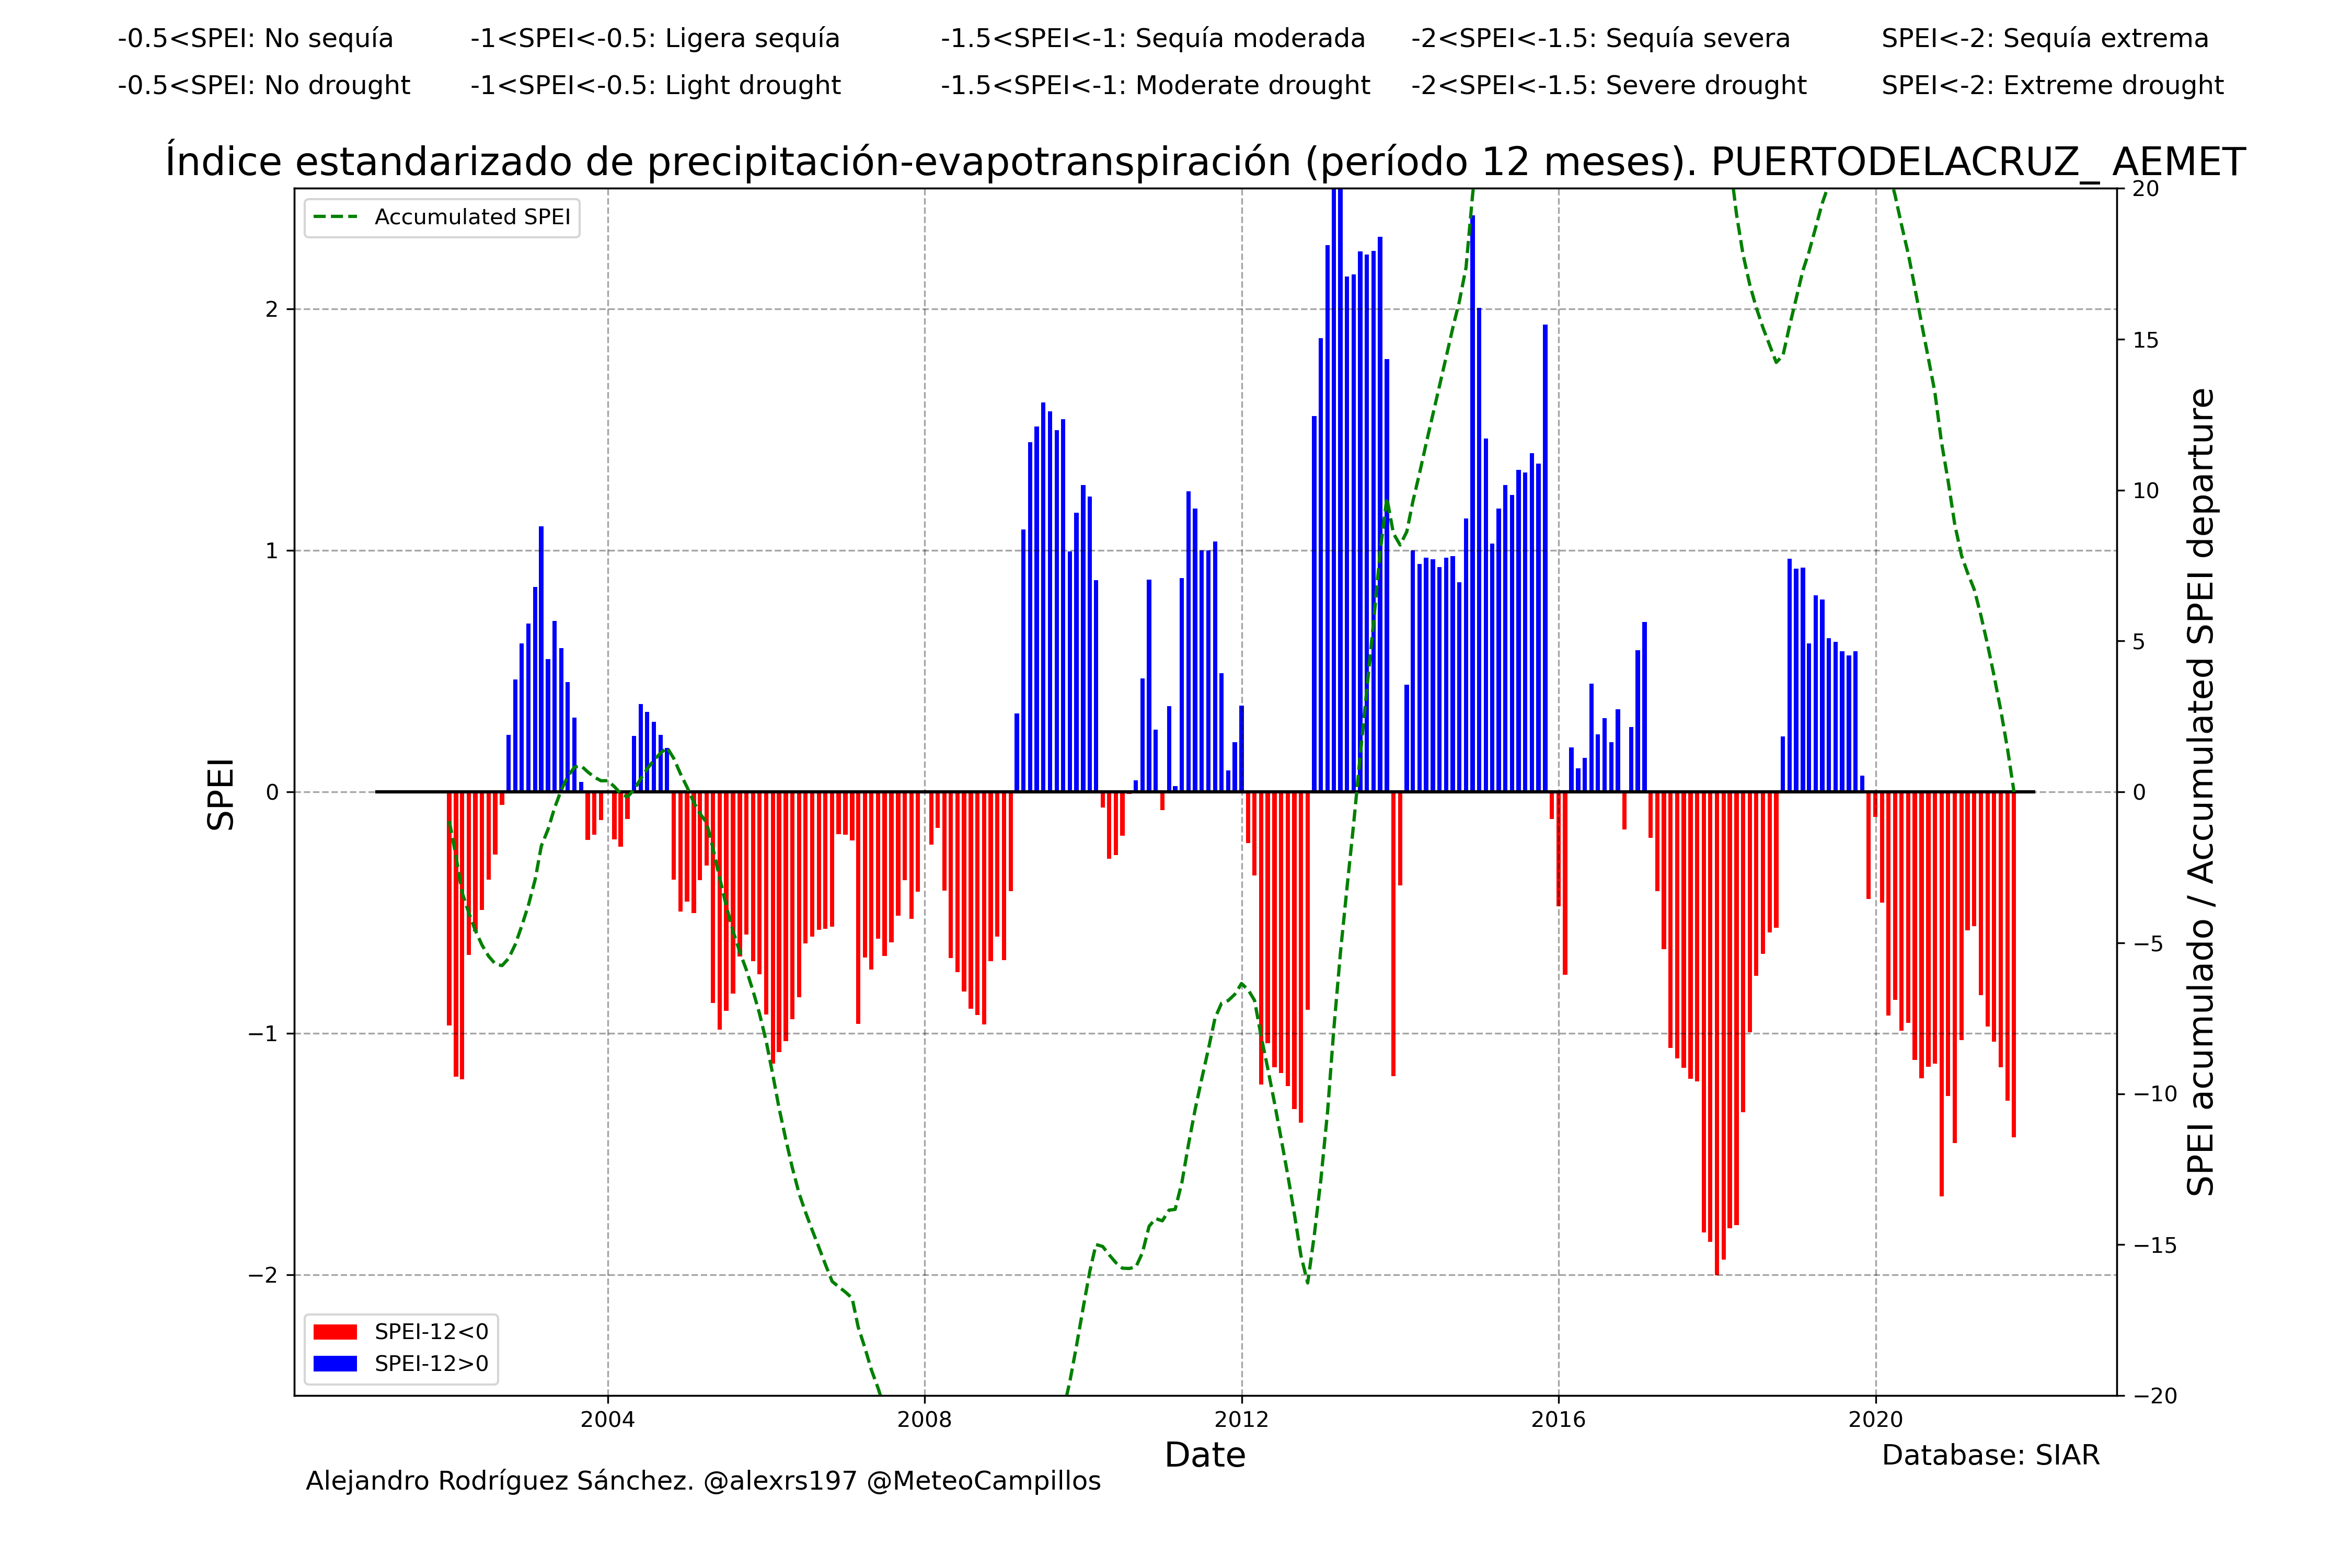 -0.5<SPEI: No sequía -1<SPEI<-0.5: Ligera sequía -1.5<SPEI<-1: Sequía moderada -2<SPEI<-1.5: Sequía severa SPEI<-2: Sequía extrema
-0.5<SPEI: No drought -1<SPEI<-0.5: Light drought -1.5<SPEI<-1: Moderate drought -2<SPEI<-1.5: Severe drought SPEI<-2: Extreme drought
Índice estandarizado de precipitación-evapotranspiración (período 12 meses). PUERTODELACRUZ_ AEMET
Accumulated SPEI
SPEI
2
1
0
−1
−2
20
15
10
5
0
−5
−10
−15
−20
SPEI acumulado / Accumulated SPEI departure
SPEI-12<0
SPEI-12>0
2004 2008 2012 2016 2020
Date
Database: SIAR
Alejandro Rodríguez Sánchez. @alexrs197 @MeteoCampillos